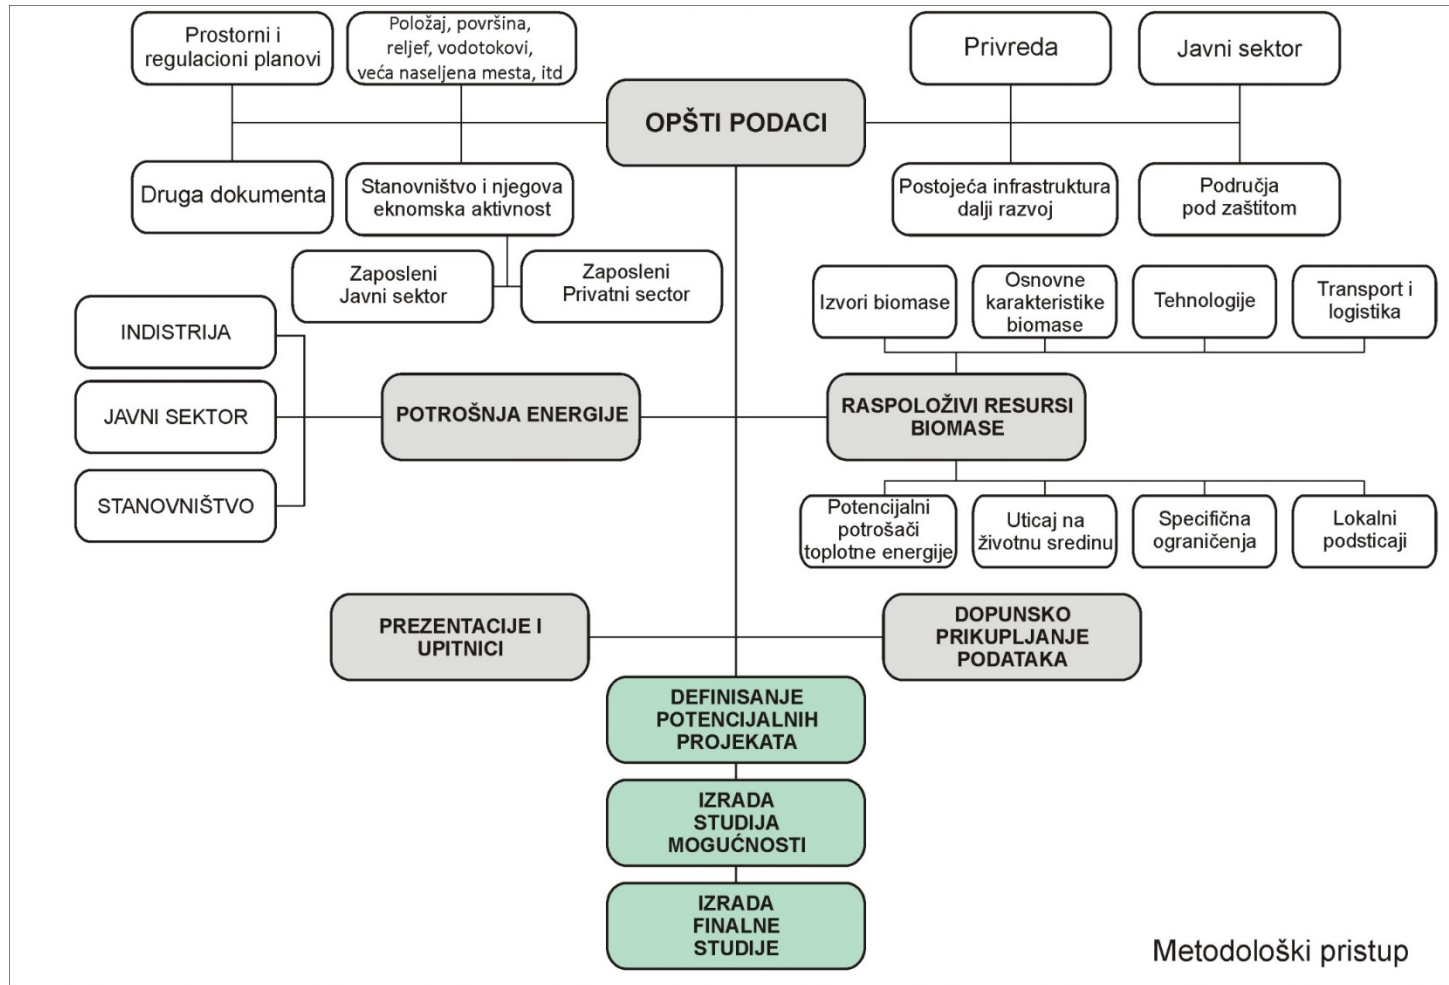 Prostorni i
regulacioni planovi
Položaj, površina,
reljef, vodotokovi,
veća naseljena mesta, itd
Privreda
Javni sektor
OPŠTI PODACI
Druga dokumenta
Stanovništvo i njegova
eknomska aktivnost
Postojeća infrastruktura
dalji razvoj
Područja
pod zaštitom
Zaposleni
Javni sektor
Zaposleni
Privatni sector
Izvori biomase
Osnovne
karakteristike
biomase
Tehnologije
Transport i
logistika
INDISTRIJA
JAVNI SEKTOR
STANOVNIŠTVO
POTROŠNJA ENERGIJE
RASPOLOŽIVI RESURSI
BIOMASE
Potencijalni
potrošači
toplotne energije
Uticaj na
životnu sredinu
Specifična
ograničenja
Lokalni
podsticaji
PREZENTACIJE I
UPITNICI
DOPUNSKO
PRIKUPLJANJE
PODATAKA
DEFINISANJE
POTENCIJALNIH
PROJEKATA
IZRADA
STUDIJA
MOGUĆNOSTI
IZRADA
FINALNE
STUDIJE
Metodološki pristup